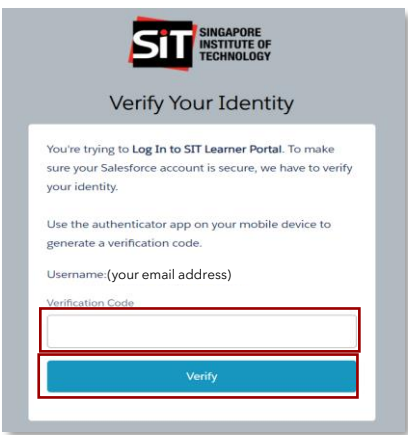 SiT
SINGAPORE
INSTITUTE OF
TECHNOLOGY
Verify Your Identity
You're trying to Log In to SIT Learner Portal. To make
sure your Salesforce account is secure, we have to verify
your identity.
Use the authenticator app on your mobile device to
generate a verification code.
Username:(your email address)
Verification Code
Verify